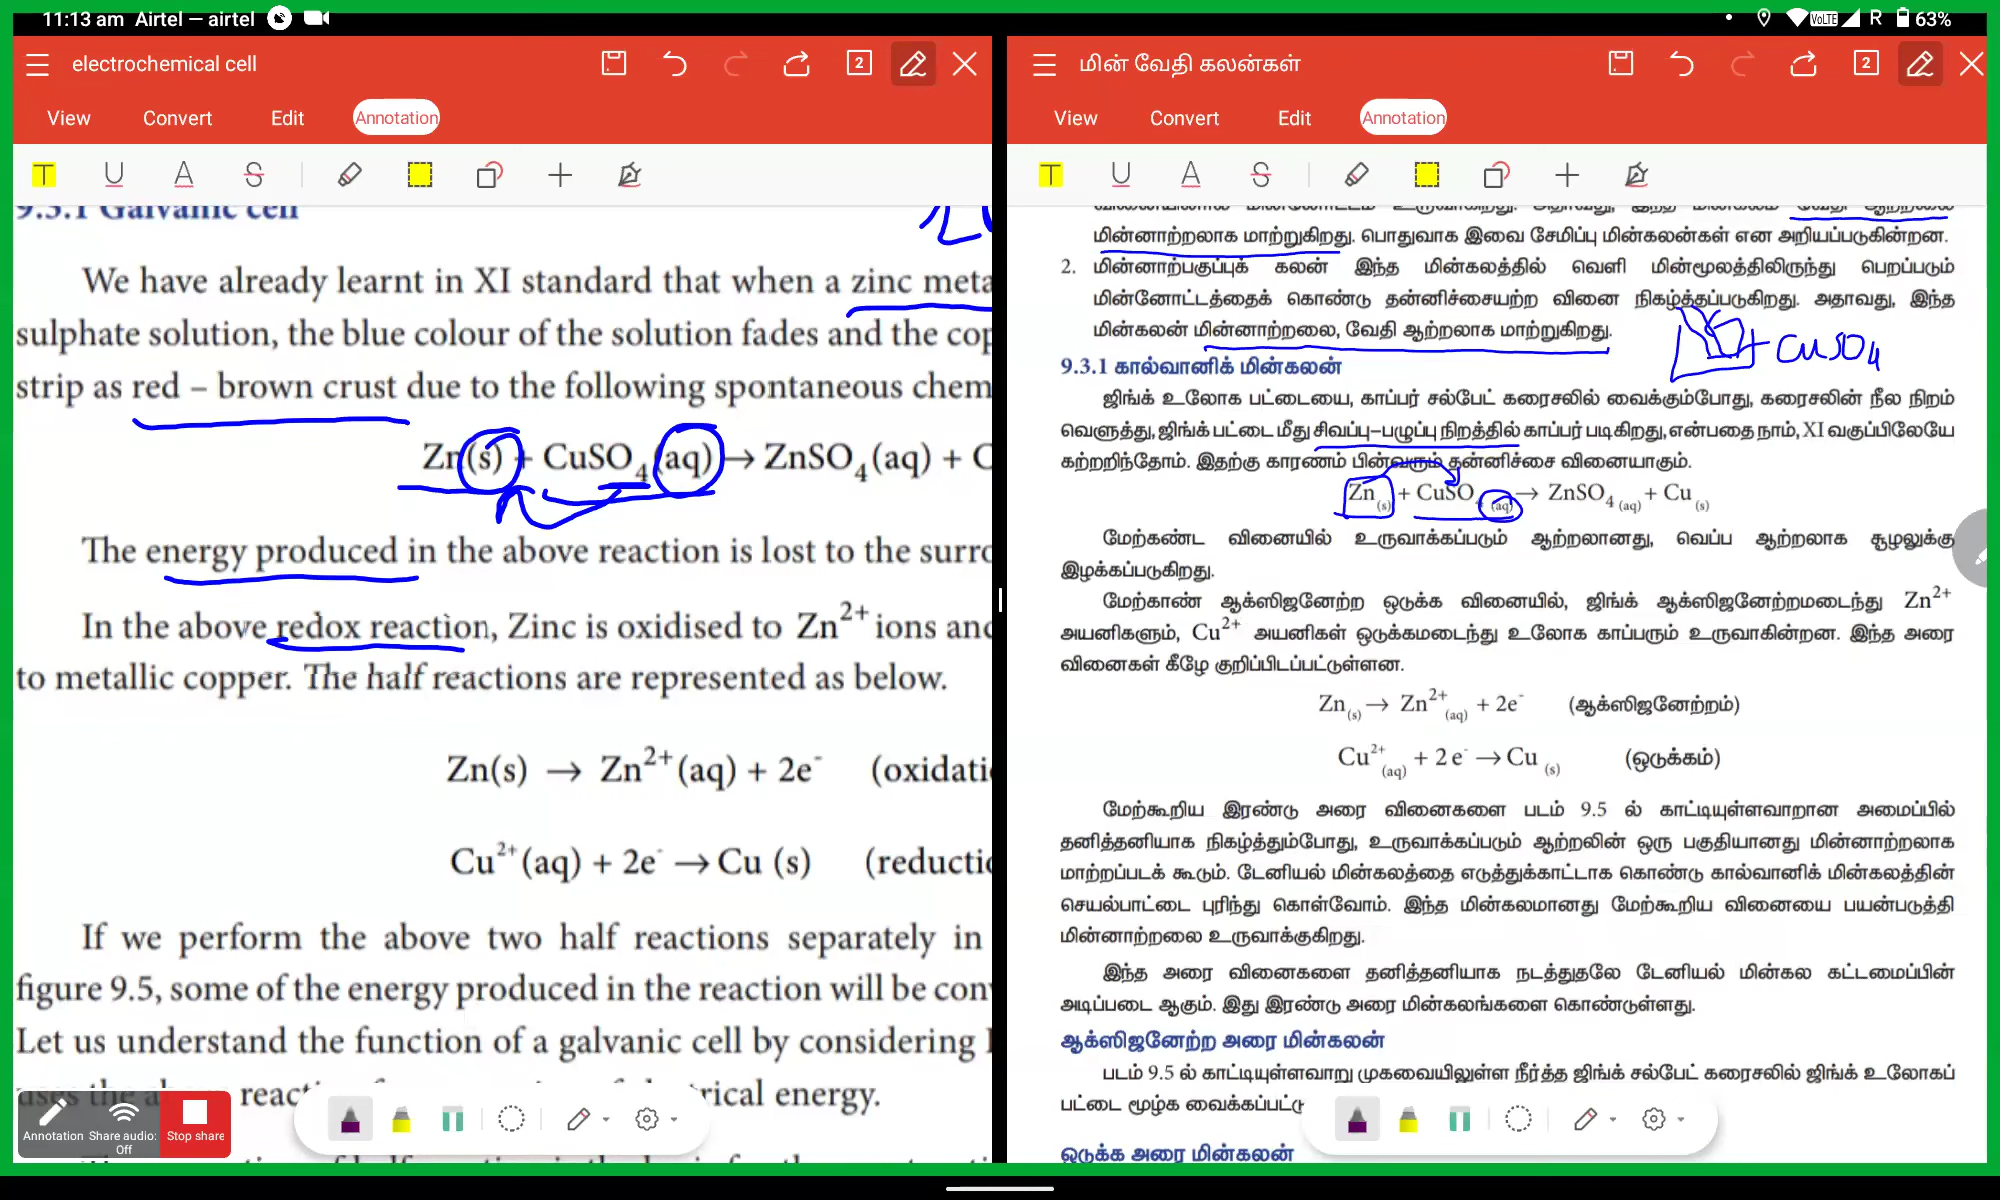 11:13 am Airtel — airtel
VoLTE R 63%
electrochemical cell
2
View Convert Edit Annotation
9.3.1 Galvanic cell
We have already learnt in XI standard that when a zinc meta
sulphate solution, the blue colour of the solution fades and the cop
strip as red – brown crust due to the following spontaneous chem
Zn(s) + CuSO₄(aq) → ZnSO₄(aq) + C
The energy produced in the above reaction is lost to the surro
In the above redox reaction, Zinc is oxidised to Zn²⁺ ions and
to metallic copper. The half reactions are represented as below.
Zn(s) → Zn²⁺(aq) + 2e⁻ (oxidati
Cu²⁺(aq) + 2e⁻ → Cu (s) (reductio
If we perform the above two half reactions separately in
figure 9.5, some of the energy produced in the reaction will be con
Let us understand the function of a galvanic cell by considering
uses the reac rical energy.
Annotation Share audio: Off Stop share
மின் வேதி கலன்கள்
2
View Convert Edit Annotation
மின்னாற்றலாக மாற்றுகிறது. பொதுவாக இவை சேமிப்பு மின்கலன்கள் என அறியப்படுகின்றன.
2. மின்னாற்பகுப்புக் கலன் இந்த மின்கலத்தில் வெளி மின்மூலத்திலிருந்து பெறப்படும்
மின்னோட்டத்தைக் கொண்டு தன்னிச்சையற்ற வினை நிகழ்த்தப்படுகிறது. அதாவது, இந்த
மின்கலன் மின்னாற்றலை, வேதி ஆற்றலாக மாற்றுகிறது.
+ CuSO₄
9.3.1 கால்வானிக் மின்கலன்
ஜிங்க் உலோக பட்டையை, காப்பர் சல்பேட் கரைசலில் வைக்கும்போது, கரைசலின் நீல நிறம்
வெளுத்து, ஜிங்க் பட்டை மீது சிவப்பு–பழுப்பு நிறத்தில் காப்பர் படிகிறது, என்பதை நாம், XI வகுப்பிலேயே
கற்றறிந்தோம். இதற்கு காரணம் பின்வரும் தன்னிச்சை வினையாகும்.
Zn (s) + CuSO₄ (aq) → ZnSO₄ (aq) + Cu (s)
மேற்கண்ட வினையில் உருவாக்கப்படும் ஆற்றலானது, வெப்ப ஆற்றலாக சூழலுக்கு
இழக்கப்படுகிறது.
மேற்காண் ஆக்ஸிஜனேற்ற ஒடுக்க வினையில், ஜிங்க் ஆக்ஸிஜனேற்றமடைந்து Zn²⁺
அயனிகளும், Cu²⁺ அயனிகள் ஒடுக்கமடைந்து உலோக காப்பரும் உருவாகின்றன. இந்த அரை
வினைகள் கீழே குறிப்பிடப்பட்டுள்ளன.
Zn (s) → Zn²⁺ (aq) + 2e⁻ (ஆக்ஸிஜனேற்றம்)
Cu²⁺ (aq) + 2e⁻ → Cu (s) (ஒடுக்கம்)
மேற்கூறிய இரண்டு அரை வினைகளை படம் 9.5 ல் காட்டியுள்ளவாறான அமைப்பில்
தனித்தனியாக நிகழ்த்தும்போது, உருவாக்கப்படும் ஆற்றலின் ஒரு பகுதியானது மின்னாற்றலாக
மாற்றப்படக் கூடும். டேனியல் மின்கலத்தை எடுத்துக்காட்டாக கொண்டு கால்வானிக் மின்கலத்தின்
செயல்பாட்டை புரிந்து கொள்வோம். இந்த மின்கலமானது மேற்கூறிய வினையை பயன்படுத்தி
மின்னாற்றலை உருவாக்குகிறது.
இந்த அரை வினைகளை தனித்தனியாக நடத்துதலே டேனியல் மின்கல கட்டமைப்பின்
அடிப்படை ஆகும். இது இரண்டு அரை மின்கலங்களை கொண்டுள்ளது.
ஆக்ஸிஜனேற்ற அரை மின்கலன்
படம் 9.5 ல் காட்டியுள்ளவாறு முகவையிலுள்ள நீர்த்த ஜிங்க் சல்பேட் கரைசலில் ஜிங்க் உலோகப்
பட்டை மூழ்க வைக்கப்பட்டு
ஒடுக்க அரை மின்கலன்